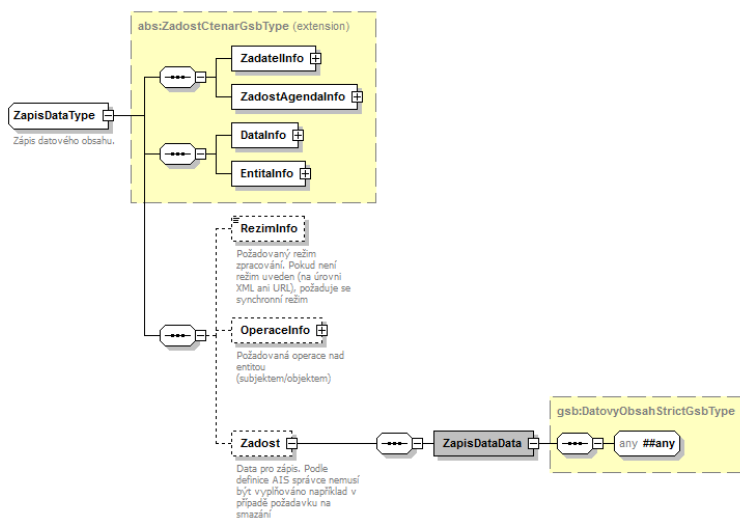 abs:ZadostCtenarGsbType (extension)
ZadatelInfo
ZadostAgendaInfo
ZapisDataType
Zápis datového obsahu.
DataInfo
EntitaInfo
RezimInfo
Požadovaný režim
zpracování. Pokud není
režim uveden (na úrovni
XML ani URL), požaduje se
synchronní režim
OperaceInfo
Požadovaná operace nad
entitou
(subjektem/objektem)
gsb:DatovyObsahStrictGsbType
Zadost
ZapisDataData
any ##any
Data pro zápis. Podle
definice AIS správce nemusí
být vyplňováno například v
případě požadavku na
smazání